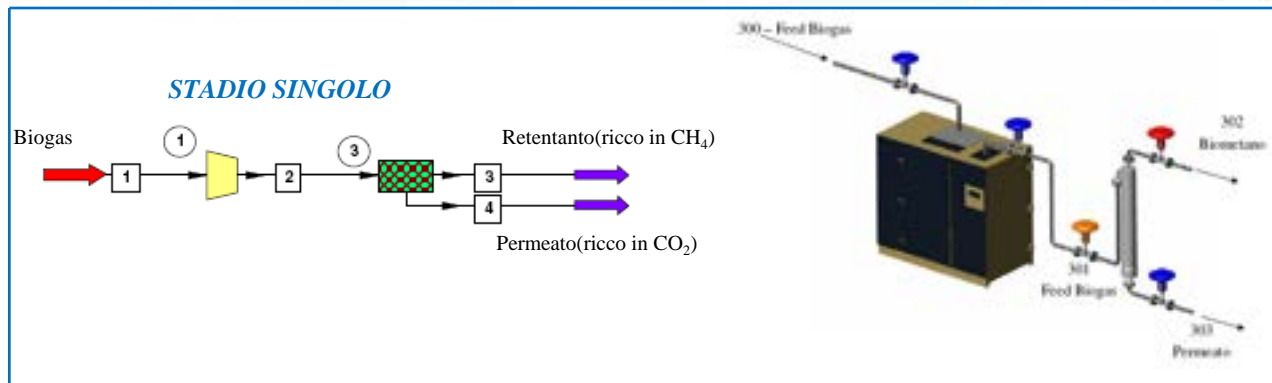 STADIO SINGOLO
Biogas
1
3
Retentanto(ricco in CH₄)
1
2
3
4
Permeato(ricco in CO₂)
300 – Feed Biogas
302
Biometano
301
Feed Biogas
303
Permeato